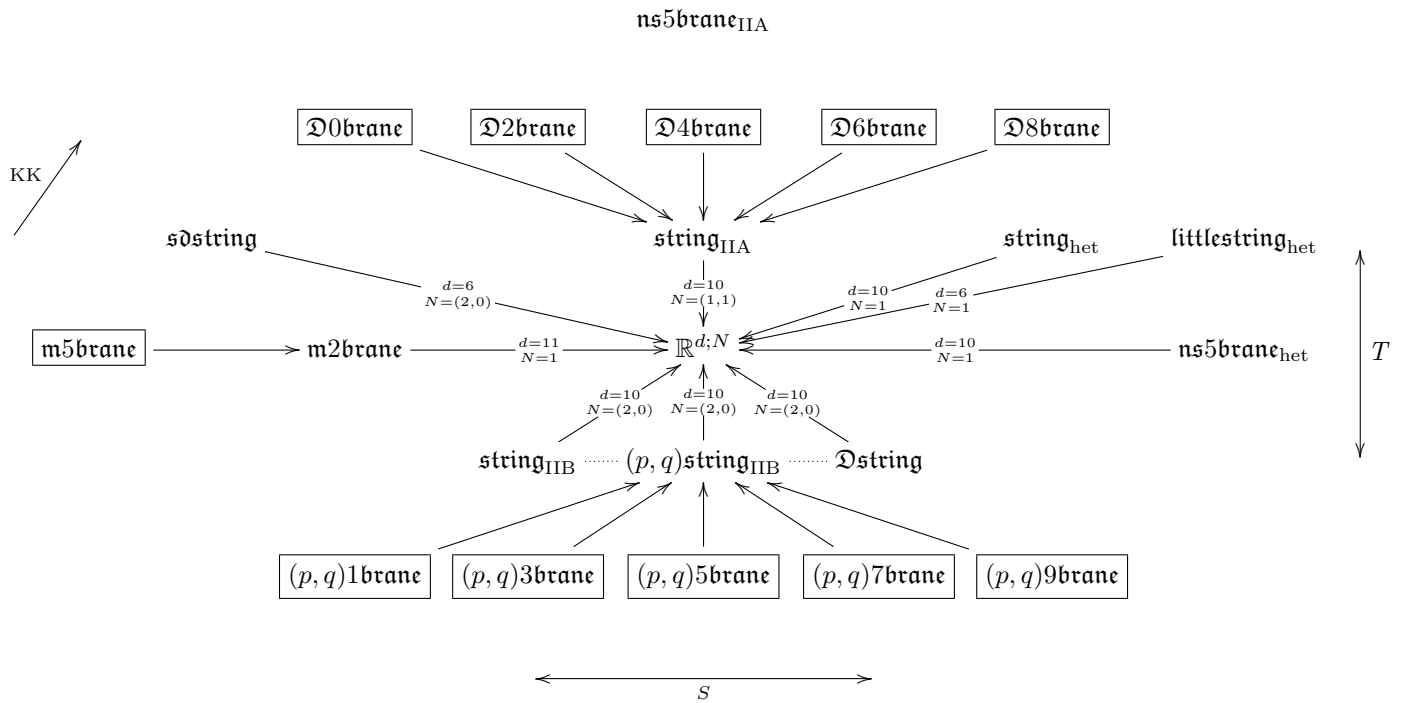 𝔫𝔰5𝔟𝔯𝔞𝔫𝔢_IIA
𝔇0𝔟𝔯𝔞𝔫𝔢 𝔇2𝔟𝔯𝔞𝔫𝔢 𝔇4𝔟𝔯𝔞𝔫𝔢 𝔇6𝔟𝔯𝔞𝔫𝔢 𝔇8𝔟𝔯𝔞𝔫𝔢
KK
𝔰𝔡𝔰𝔱𝔯𝔦𝔫𝔤 𝔰𝔱𝔯𝔦𝔫𝔤_IIA 𝔰𝔱𝔯𝔦𝔫𝔤_het 𝔩𝔦𝔱𝔱𝔩𝔢𝔰𝔱𝔯𝔦𝔫𝔤_het
d=6 d=10 d=10 d=6
N=(2,0) N=(1,1) N=1 N=1
𝔪5𝔟𝔯𝔞𝔫𝔢 𝔪2𝔟𝔯𝔞𝔫𝔢 d=11 ℝ^{d;N} d=10 𝔫𝔰5𝔟𝔯𝔞𝔫𝔢_het T
N=1 N=1
d=10 d=10 d=10
N=(2,0) N=(2,0) N=(2,0)
𝔰𝔱𝔯𝔦𝔫𝔤_IIB (p, q)𝔰𝔱𝔯𝔦𝔫𝔤_IIB 𝔇𝔰𝔱𝔯𝔦𝔫𝔤
(p, q)1𝔟𝔯𝔞𝔫𝔢 (p, q)3𝔟𝔯𝔞𝔫𝔢 (p, q)5𝔟𝔯𝔞𝔫𝔢 (p, q)7𝔟𝔯𝔞𝔫𝔢 (p, q)9𝔟𝔯𝔞𝔫𝔢
S